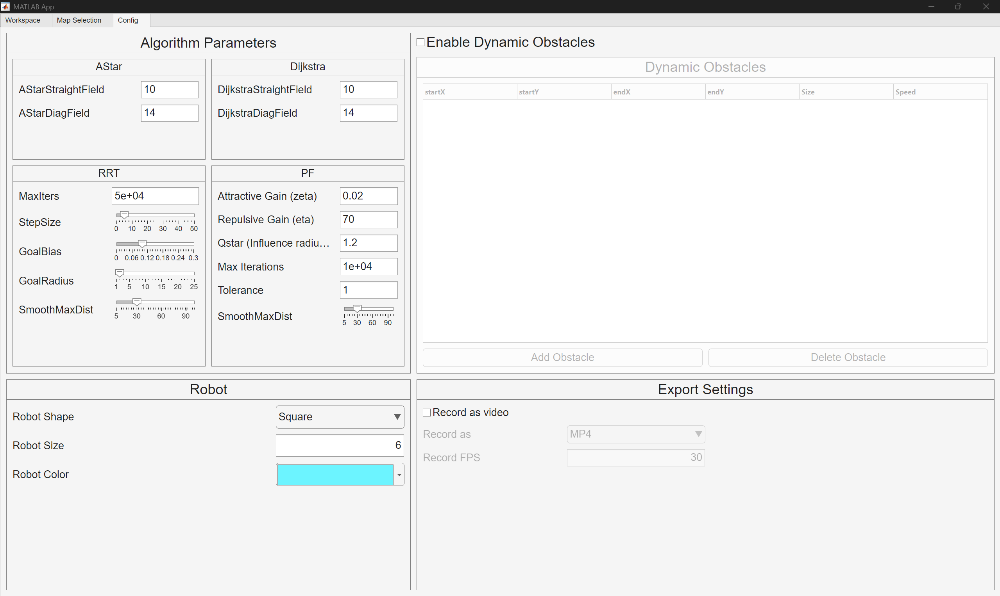 MATLAB App
Workspace
Map Selection
Config
Algorithm Parameters
AStar
AStarStraightField
10
AStarDiagField
14
Dijkstra
DijkstraStraightField
10
DijkstraDiagField
14
RRT
MaxIters
5e+04
StepSize
0 10 20 30 40 50
GoalBias
0 0.06 0.12 0.18 0.24 0.3
GoalRadius
1 5 10 15 20 25
SmoothMaxDist
5 30 60 90
PF
Attractive Gain (zeta)
0.02
Repulsive Gain (eta)
70
Qstar (Influence radiu...
1.2
Max Iterations
1e+04
Tolerance
1
SmoothMaxDist
5 30 60 90
Enable Dynamic Obstacles
Dynamic Obstacles
startX startY endX endY Size Speed
Add Obstacle
Delete Obstacle
Robot
Robot Shape
Square
Robot Size
6
Robot Color
Export Settings
Record as video
Record as
MP4
Record FPS
30